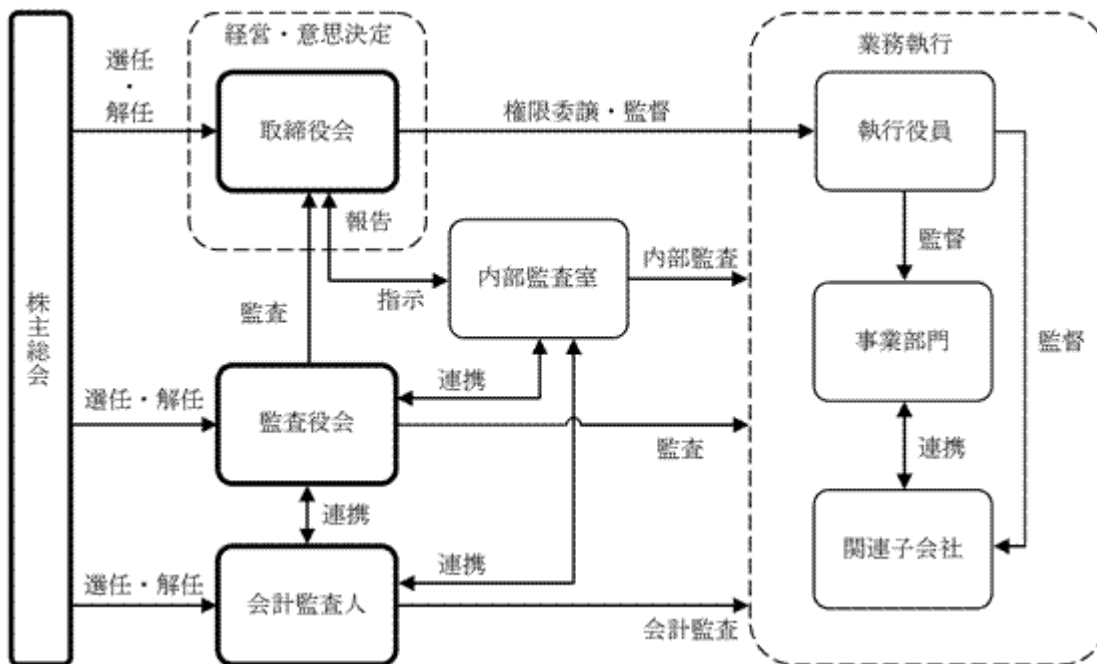 経営・意思決定
業務執行
選任
・
解任
取締役会
権限委譲・監督
執行役員
報告
監督
内部監査室
内部監査
指示
株主総会
監査
事業部門
監督
連携
選任・解任
監査役会
監査
連携
連携
関連子会社
連携
選任・解任
会計監査人
会計監査